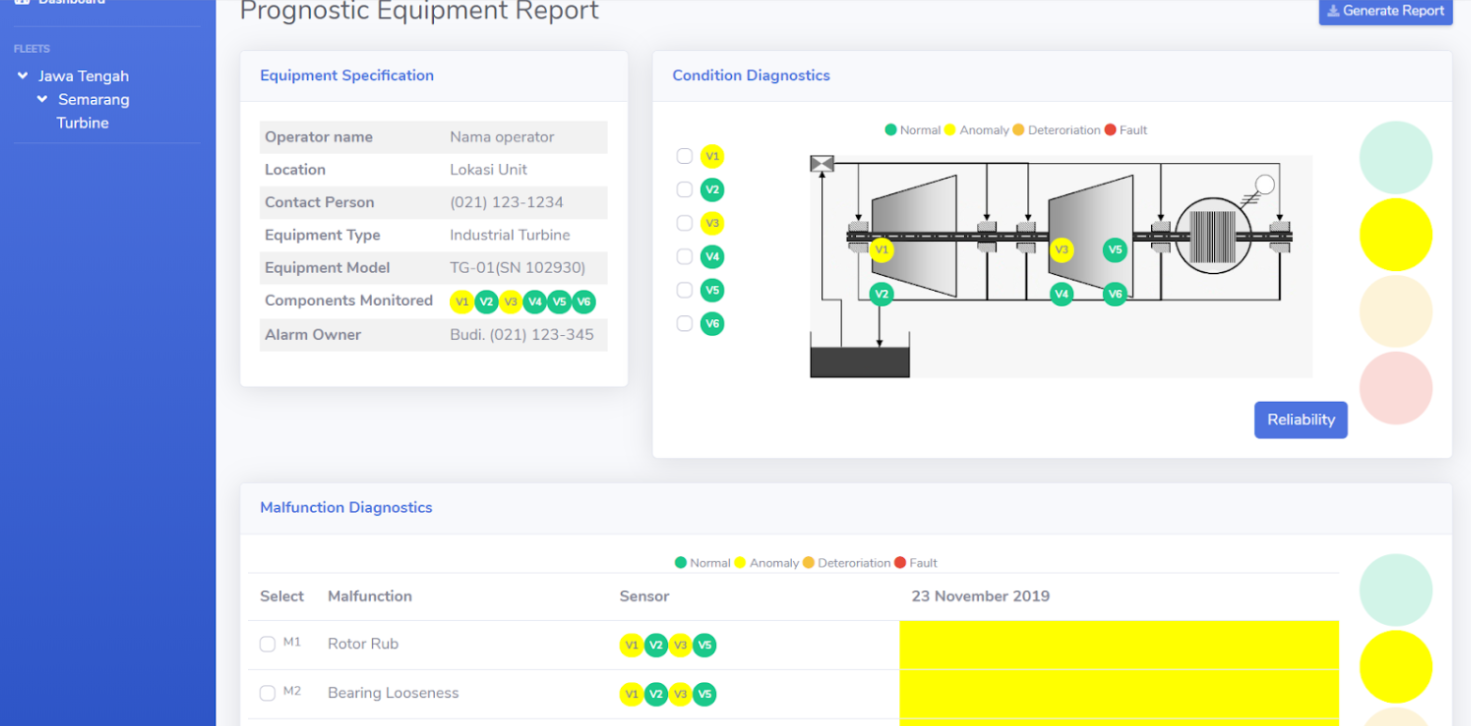 Dashboard
Prognostic Equipment Report
Generate Report
FLEETS
Jawa Tengah
Semarang
Turbine
Equipment Specification
Operator name Nama operator
Location Lokasi Unit
Contact Person (021) 123-1234
Equipment Type Industrial Turbine
Equipment Model TG-01(SN 102930)
Components Monitored V1 V2 V3 V4 V5 V6
Alarm Owner Budi. (021) 123-345
Condition Diagnostics
Normal Anomaly Deteroriation Fault
V1
V2
V3
V4
V5
V6
V1 V3 V5
V2 V4 V6
Reliability
Malfunction Diagnostics
Normal Anomaly Deteroriation Fault
Select Malfunction Sensor 23 November 2019
M1 Rotor Rub V1 V2 V3 V5
M2 Bearing Looseness V1 V2 V3 V5